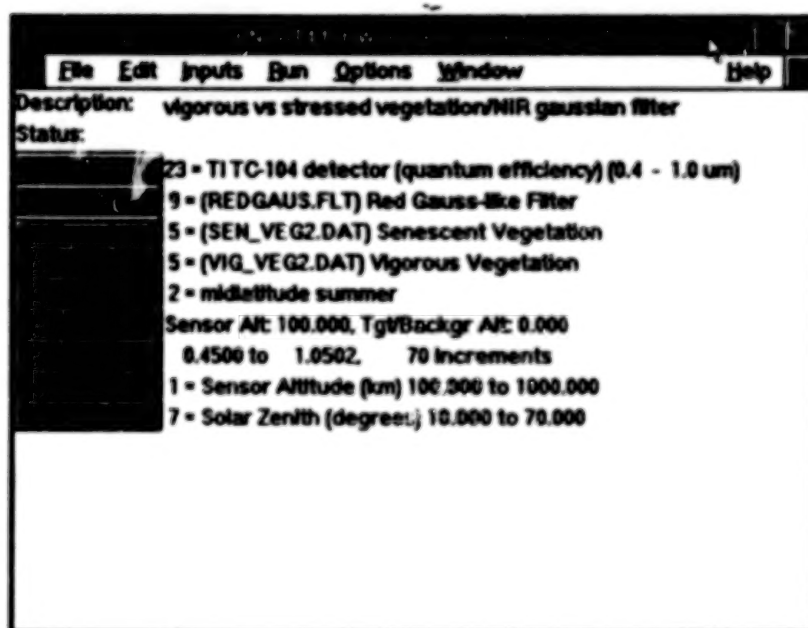 File Edit Inputs Run Options Window Help
Description: vigorous vs stressed vegetation/NIR gaussian filter
Status:
23 = TI TC-104 detector (quantum efficiency) (0.4 - 1.0 um)
9 = (REDGAUS.FLT) Red Gauss-like Filter
5 = (SEN_VEG2.DAT) Senescent Vegetation
5 = (VIG_VEG2.DAT) Vigorous Vegetation
2 = midlatitude summer
Sensor Alt: 100.000, Tgt/Backgr Alt: 0.000
0.4500 to 1.0502, 70 Increments
1 = Sensor Altitude (km) 100.000 to 1000.000
7 = Solar Zenith (degrees) 10.000 to 70.000